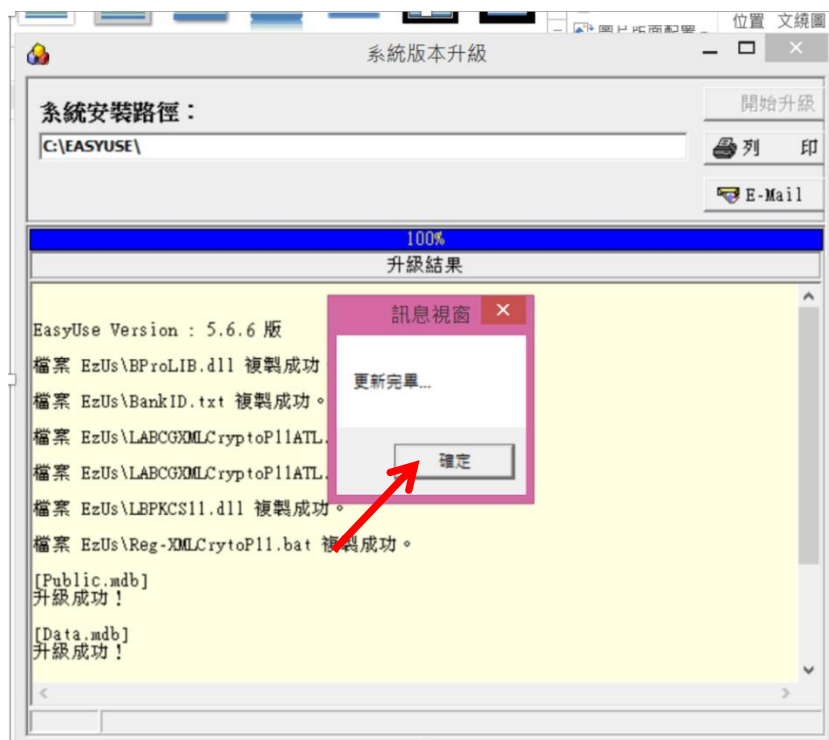 位置 文繞圖
系統版本升級
系統安裝路徑：
開始升級
C:\EASYUSE\
列 印
E-Mail
100%
升級結果
訊息視窗
EasyUse Version : 5.6.6 版
更新完畢...
確定
檔案 EzUs\BProLIB.dll 複製成功
檔案 EzUs\BankID.txt 複製成功。
檔案 EzUs\LABCGXMLCryptoP11ATL.
檔案 EzUs\LABCGXMLCryptoP11ATL.
檔案 EzUs\LBPKCS11.dll 複製成功。
檔案 EzUs\Reg-XMLCrytoP11.bat 複製成功。
[Public.mdb]
升級成功！
[Data.mdb]
升級成功！